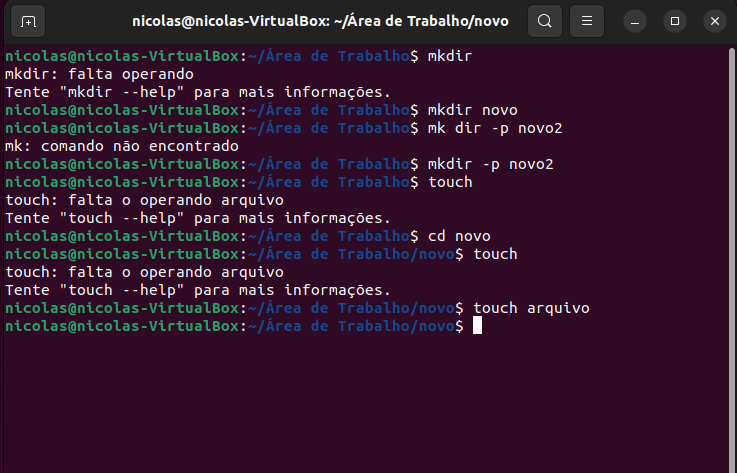 nicolas@nicolas-VirtualBox: ~/Área de Trabalho/novo
nicolas@nicolas-VirtualBox:~/Área de Trabalho$ mkdir
mkdir: falta operando
Tente "mkdir --help" para mais informações.
nicolas@nicolas-VirtualBox:~/Área de Trabalho$ mkdir novo
nicolas@nicolas-VirtualBox:~/Área de Trabalho$ mk dir -p novo2
mk: comando não encontrado
nicolas@nicolas-VirtualBox:~/Área de Trabalho$ mkdir -p novo2
nicolas@nicolas-VirtualBox:~/Área de Trabalho$ touch
touch: falta o operando arquivo
Tente "touch --help" para mais informações.
nicolas@nicolas-VirtualBox:~/Área de Trabalho$ cd novo
nicolas@nicolas-VirtualBox:~/Área de Trabalho/novo$ touch
touch: falta o operando arquivo
Tente "touch --help" para mais informações.
nicolas@nicolas-VirtualBox:~/Área de Trabalho/novo$ touch arquivo
nicolas@nicolas-VirtualBox:~/Área de Trabalho/novo$